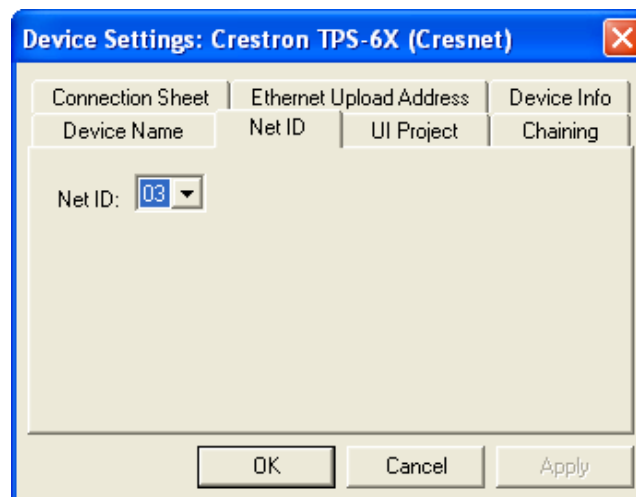 Device Settings: Crestron TPS-6X (Cresnet)
Connection Sheet Ethernet Upload Address Device Info
Device Name Net ID UI Project Chaining
Net ID: 03
OK Cancel Apply